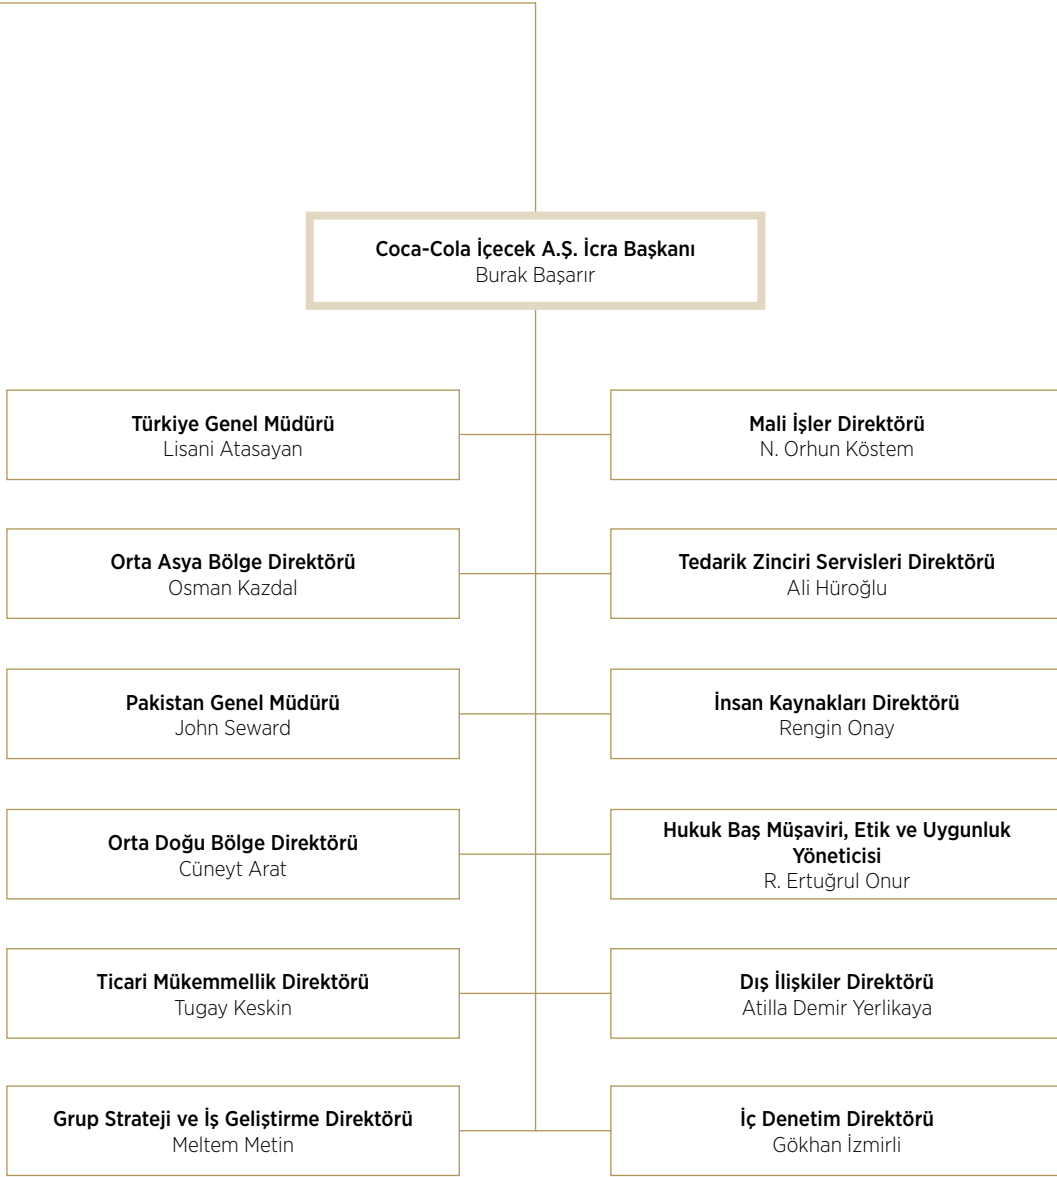 Coca-Cola İçecek A.Ş. İcra Başkanı
Burak Başarır
Türkiye Genel Müdürü
Lisani Atasayan
Mali İşler Direktörü
N. Orhun Köstem
Orta Asya Bölge Direktörü
Osman Kazdal
Tedarik Zinciri Servisleri Direktörü
Ali Hüroğlu
Pakistan Genel Müdürü
John Seward
İnsan Kaynakları Direktörü
Rengin Onay
Orta Doğu Bölge Direktörü
Cüneyt Arat
Hukuk Baş Müşaviri, Etik ve Uygunluk
Yöneticisi
R. Ertuğrul Onur
Ticari Mükemmellik Direktörü
Tugay Keskin
Dış İlişkiler Direktörü
Atilla Demir Yerlikaya
Grup Strateji ve İş Geliştirme Direktörü
Meltem Metin
İç Denetim Direktörü
Gökhan İzmirli